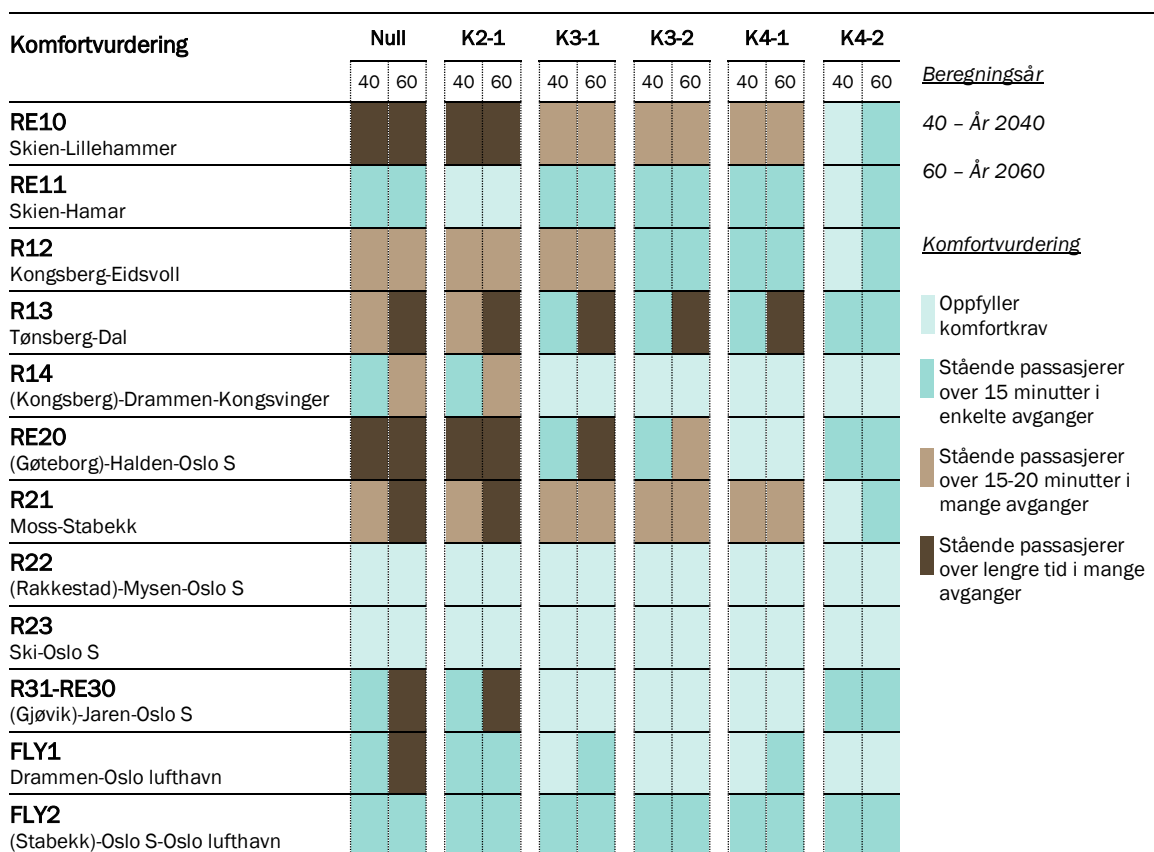 Komfortvurdering
Null K2-1 K3-1 K3-2 K4-1 K4-2
40 60 40 60 40 60 40 60 40 60 40 60
RE10
Skien-Lillehammer
RE11
Skien-Hamar
R12
Kongsberg-Eidsvoll
R13
Tønsberg-Dal
R14
(Kongsberg)-Drammen-Kongsvinger
RE20
(Gøteborg)-Halden-Oslo S
R21
Moss-Stabekk
R22
(Rakkestad)-Mysen-Oslo S
R23
Ski-Oslo S
R31-RE30
(Gjøvik)-Jaren-Oslo S
FLY1
Drammen-Oslo lufthavn
FLY2
(Stabekk)-Oslo S-Oslo lufthavn
Beregningsår
40 – År 2040
60 – År 2060
Komfortvurdering
Oppfyller
komfortkrav
Stående passasjerer
over 15 minutter i
enkelte avganger
Stående passasjerer
over 15-20 minutter i
mange avganger
Stående passasjerer
over lengre tid i mange
avganger